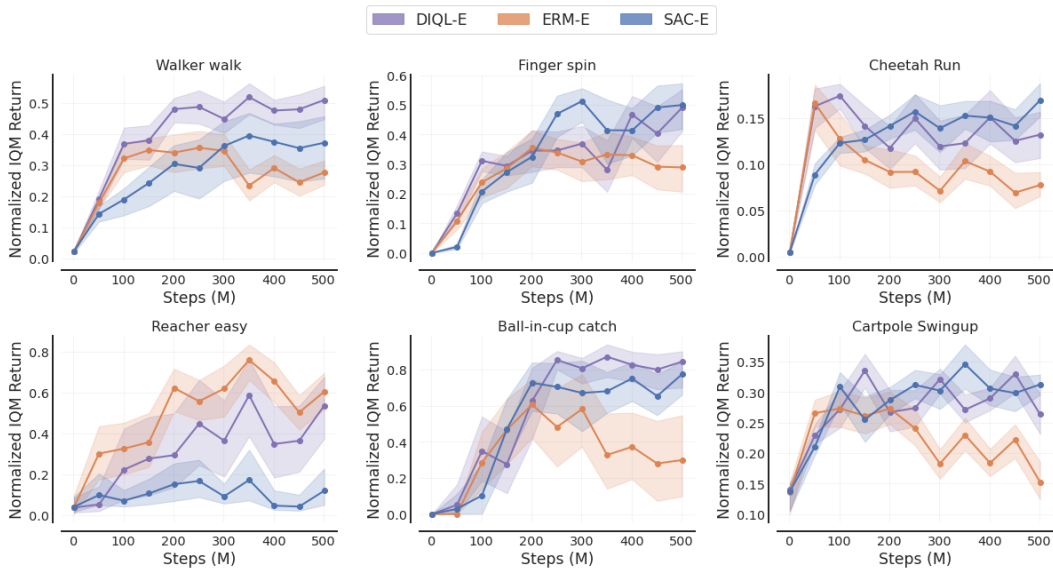 DIQL-E ERM-E SAC-E
Walker walk
Normalized IQM Return
0.5
0.4
0.3
0.2
0.1
0.0
0 100 200 300 400 500
Steps (M)
Finger spin
Normalized IQM Return
0.6
0.5
0.4
0.3
0.2
0.1
0.0
0 100 200 300 400 500
Steps (M)
Cheetah Run
Normalized IQM Return
0.15
0.10
0.05
0.00
0 100 200 300 400 500
Steps (M)
Reacher easy
Normalized IQM Return
0.8
0.6
0.4
0.2
0.0
0 100 200 300 400 500
Steps (M)
Ball-in-cup catch
Normalized IQM Return
0.8
0.6
0.4
0.2
0.0
0 100 200 300 400 500
Steps (M)
Cartpole Swingup
Normalized IQM Return
0.35
0.30
0.25
0.20
0.15
0.10
0 100 200 300 400 500
Steps (M)